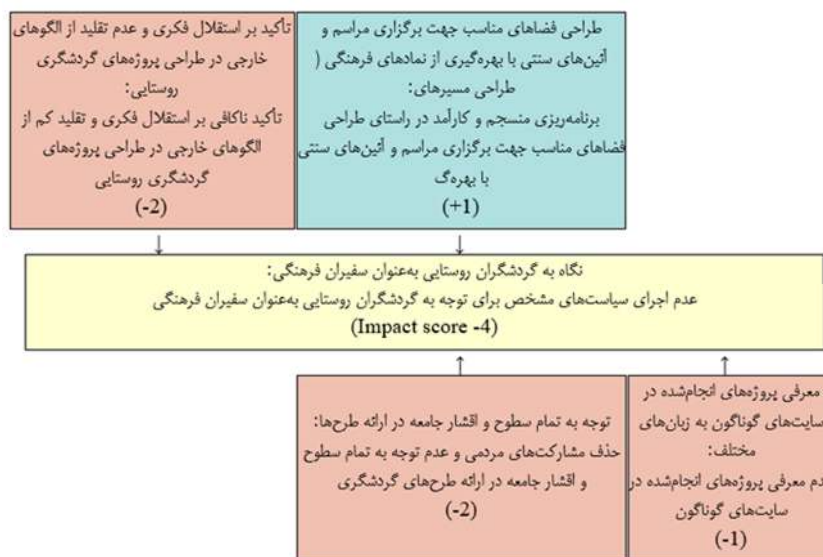 تأکید بر استقلال فکری و عدم تقلید از الگوهای
خارجی در طراحی پروژه‌های گردشگری
روستایی:
تأکید ناکافی بر استقلال فکری و تقلید کم از
الگوهای خارجی در طراحی پروژه‌های
گردشگری روستایی
(-2)
طراحی فضاهای مناسب جهت برگزاری مراسم و
آئین‌های سنتی با بهره‌گیری از نمادهای فرهنگی (
طراحی مسیرهای:
برنامه‌ریزی منسجم و کارآمد در راستای طراحی
فضاهای مناسب جهت برگزاری مراسم و آئین‌های سنتی
با بهره‌گ
(+1)
نگاه به گردشگران روستایی به‌عنوان سفیران فرهنگی:
عدم اجرای سیاست‌های مشخص برای توجه به گردشگران روستایی به‌عنوان سفیران فرهنگی
(Impact score -4)
توجه به تمام سطوح و اقشار جامعه در ارائه طرح‌ها:
حذف مشارکت‌های مردمی و عدم توجه به تمام سطوح
و اقشار جامعه در ارائه طرح‌های گردشگری
(-2)
معرفی پروژه‌های انجام‌شده در
سایت‌های گوناگون به زبان‌های
مختلف:
عدم معرفی پروژه‌های انجام‌شده در
سایت‌های گوناگون
(-1)